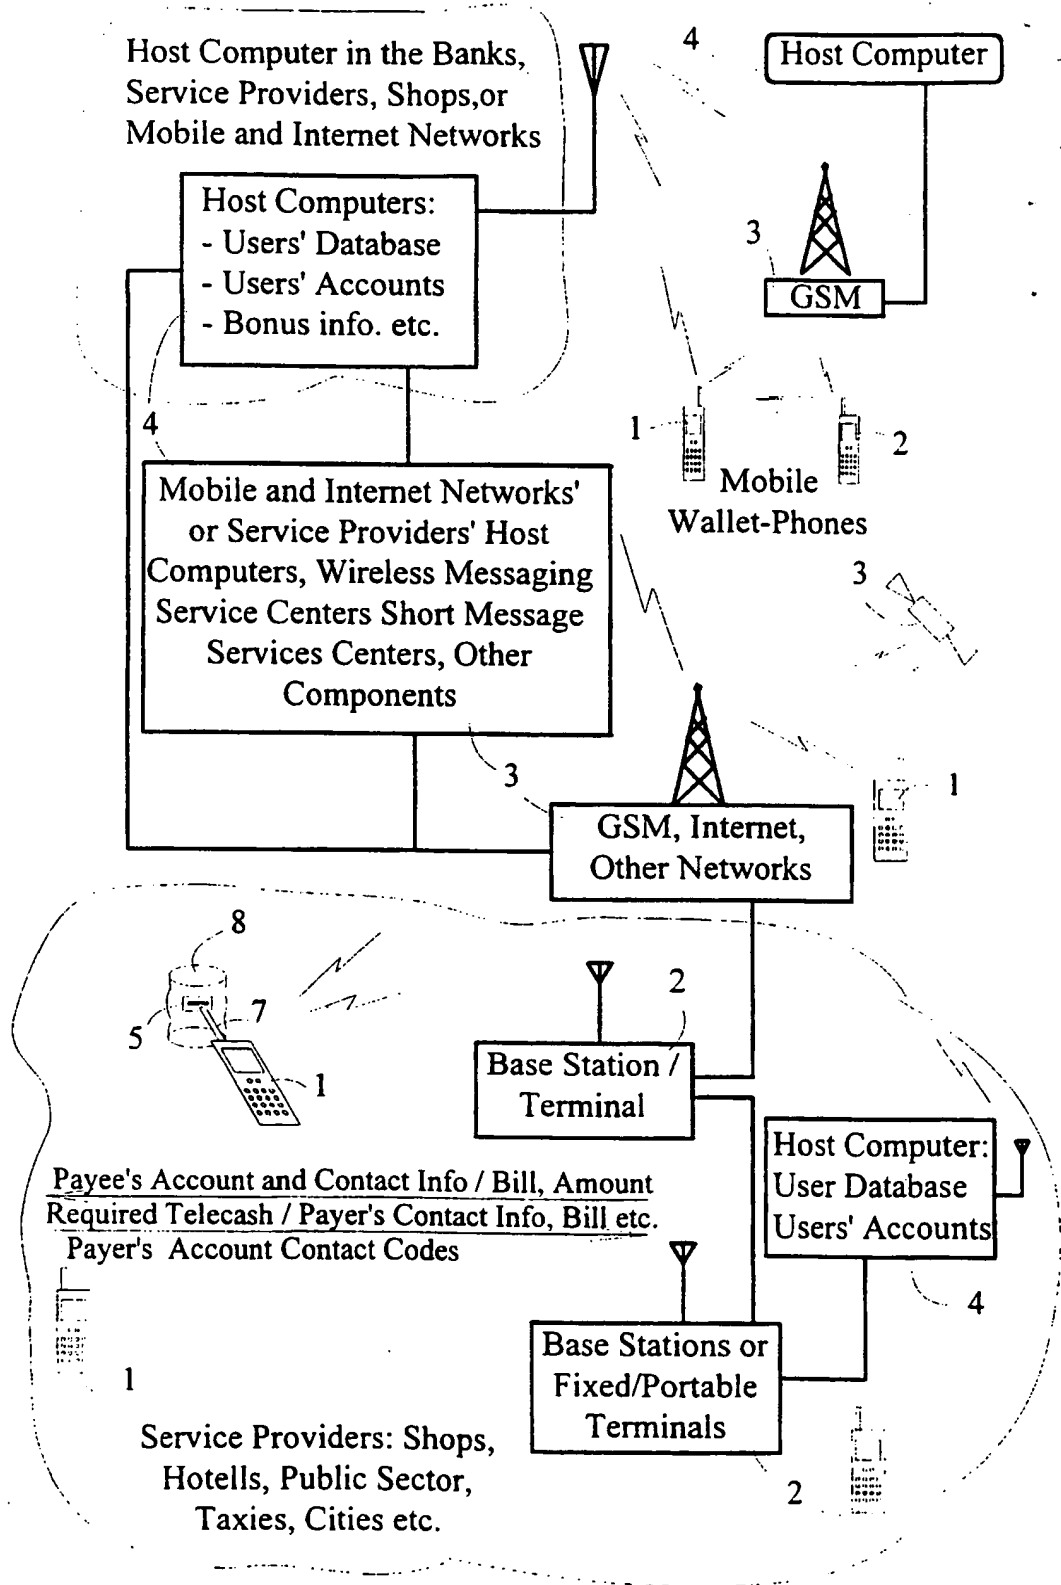 Host Computer in the Banks,
Service Providers, Shops,or
Mobile and Internet Networks
4
Host Computer
Host Computers:
- Users' Database
- Users' Accounts
- Bonus info. etc.
3
GSM
4
1
2
Mobile
Wallet-Phones
Mobile and Internet Networks'
or Service Providers' Host
Computers, Wireless Messaging
Service Centers Short Message
Services Centers, Other
Components
3
3
1
GSM, Internet,
Other Networks
8
5
7
1
2
Base Station /
Terminal
Host Computer:
User Database
Users' Accounts
Payee's Account and Contact Info / Bill, Amount
Required Telecash / Payer's Contact Info, Bill etc.
Payer's Account Contact Codes
4
1
Base Stations or
Fixed/Portable
Terminals
2
Service Providers: Shops,
Hotells, Public Sector,
Taxies, Cities etc.